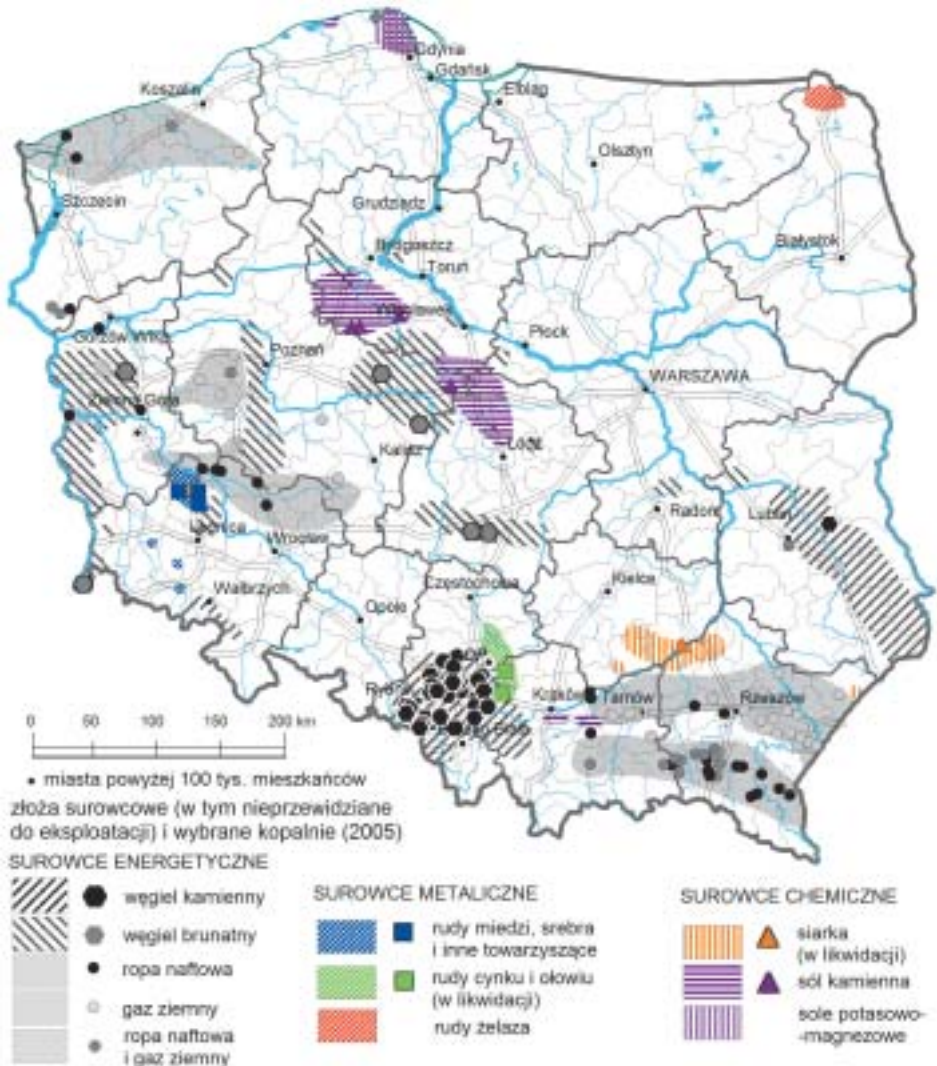 Gdynia
Gdańsk
Koszalin
Elbląg
Olsztyn
Szczecin
Grudziądz
Bydgoszcz
Toruń
Białystok
Włocławek
Płock
Gorzów Wlkp.
Poznań
WARSZAWA
Zielona Góra
Kalisz
Łódź
Legnica
Wrocław
Radom
Lublin
Wałbrzych
Częstochowa
Kielce
Opole
Kraków
Tarnów
Rzeszów
0 50 100 150 200 km
• miasta powyżej 100 tys. mieszkańców
złoża surowcowe (w tym nieprzewidziane
do eksploatacji) i wybrane kopalnie (2005)
SUROWCE ENERGETYCZNE
węgiel kamienny
węgiel brunatny
ropa naftowa
gaz ziemny
ropa naftowa
i gaz ziemny
SUROWCE METALICZNE
rudy miedzi, srebra
i inne towarzyszące
rudy cynku i ołowiu
(w likwidacji)
rudy żelaza
SUROWCE CHEMICZNE
siarka
(w likwidacji)
sól kamienna
sole potasowo-
-magnezowe